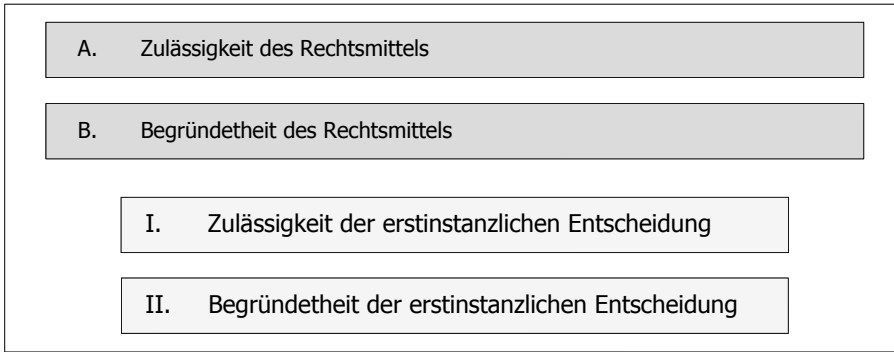 A. Zulässigkeit des Rechtsmittels
B. Begründetheit des Rechtsmittels
I. Zulässigkeit der erstinstanzlichen Entscheidung
II. Begründetheit der erstinstanzlichen Entscheidung